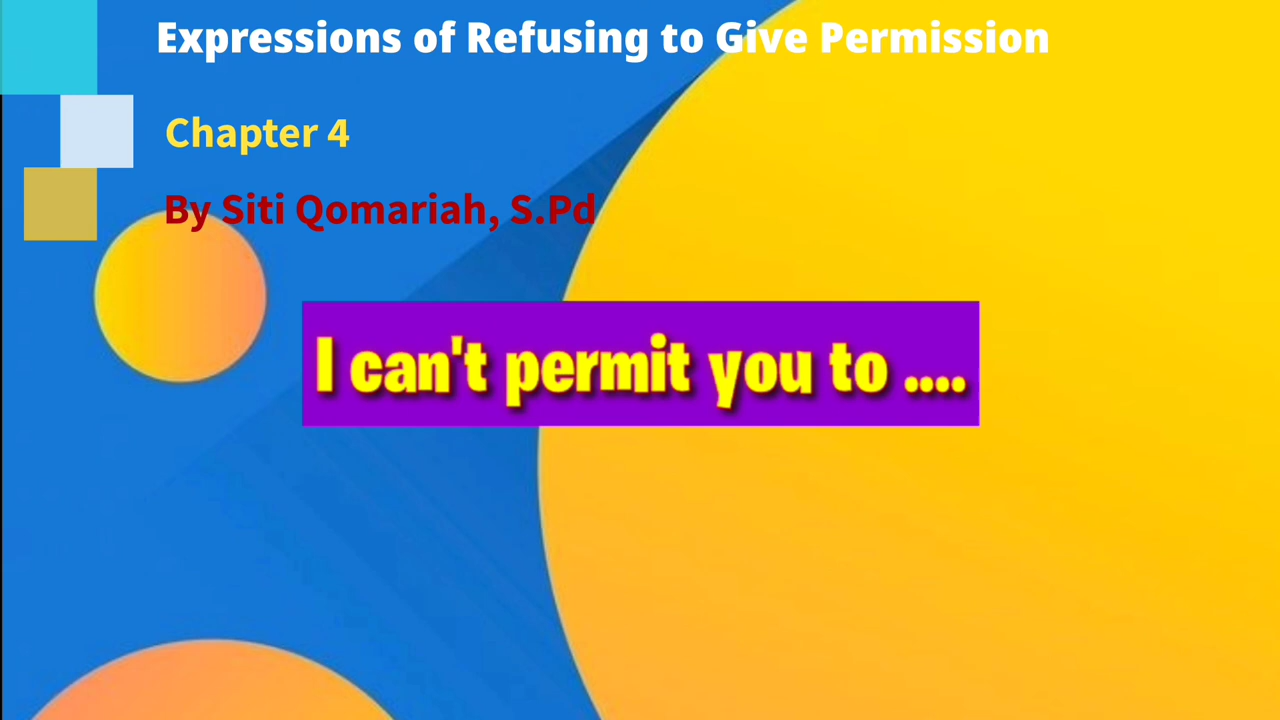 Expressions of Refusing to Give Permission
Chapter 4
By Siti Qomariah, S.Pd
I can't permit you to ....